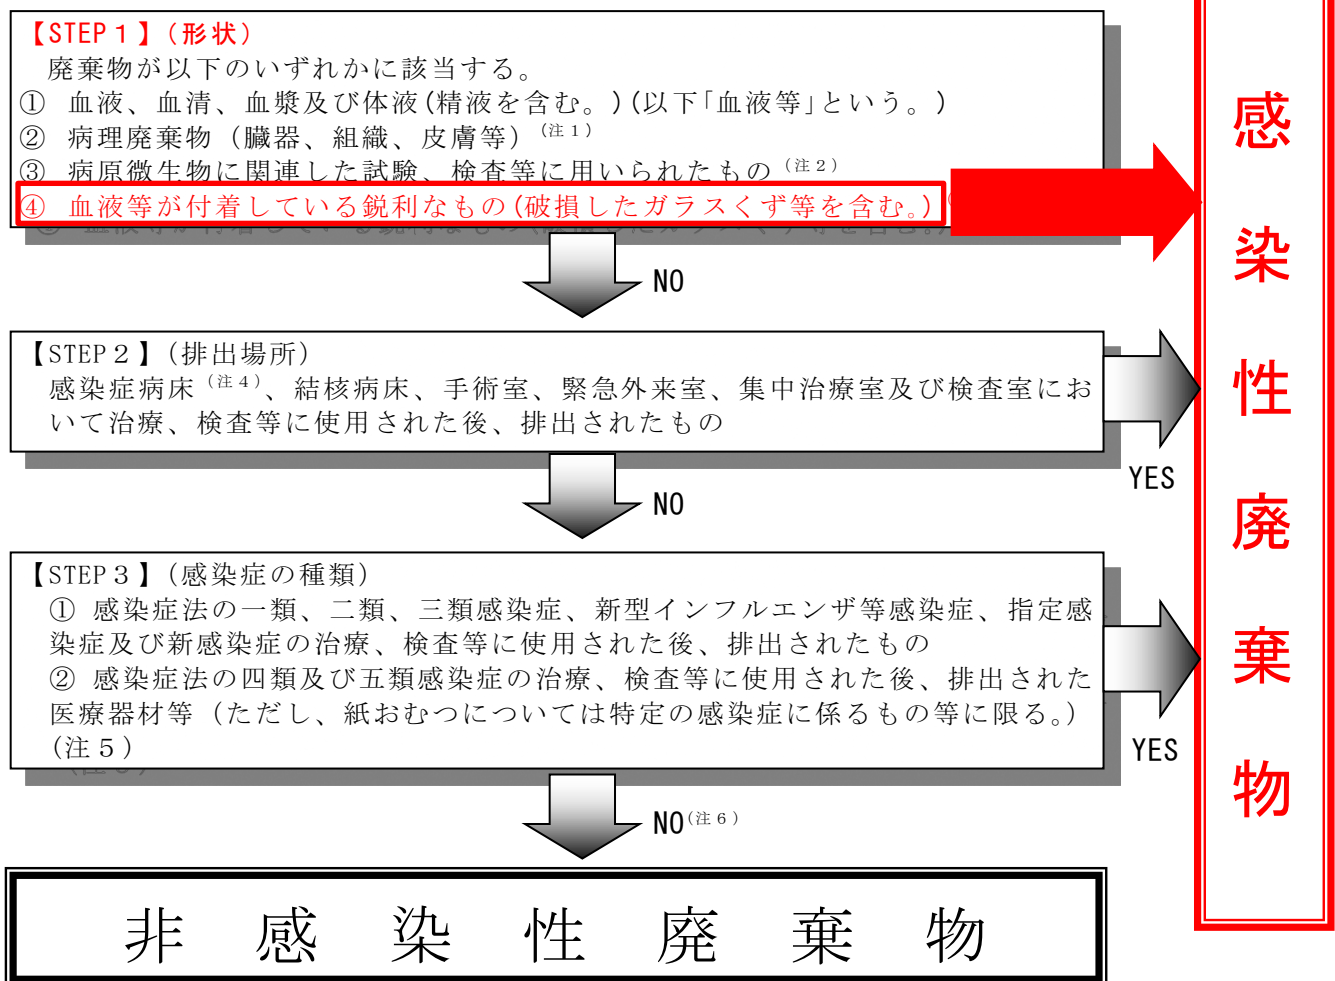 【STEP１】(形状)
廃棄物が以下のいずれかに該当する。
① 血液、血清、血漿及び体液(精液を含む。)(以下「血液等」という。)
② 病理廃棄物（臓器、組織、皮膚等）(注１)
③ 病原微生物に関連した試験、検査等に用いられたもの(注２)
④ 血液等が付着している鋭利なもの(破損したガラスくず等を含む。)
NO
【STEP２】(排出場所)
感染症病床(注４)、結核病床、手術室、緊急外来室、集中治療室及び検査室にお
いて治療、検査等に使用された後、排出されたもの
YES
NO
【STEP３】(感染症の種類)
① 感染症法の一類、二類、三類感染症、新型インフルエンザ等感染症、指定感
染症及び新感染症の治療、検査等に使用された後、排出されたもの
② 感染症法の四類及び五類感染症の治療、検査等に使用された後、排出された
医療器材等（ただし、紙おむつについては特定の感染症に係るもの等に限る。）
(注５)
YES
NO(注６)
非感染性廃棄物
感染性廃棄物